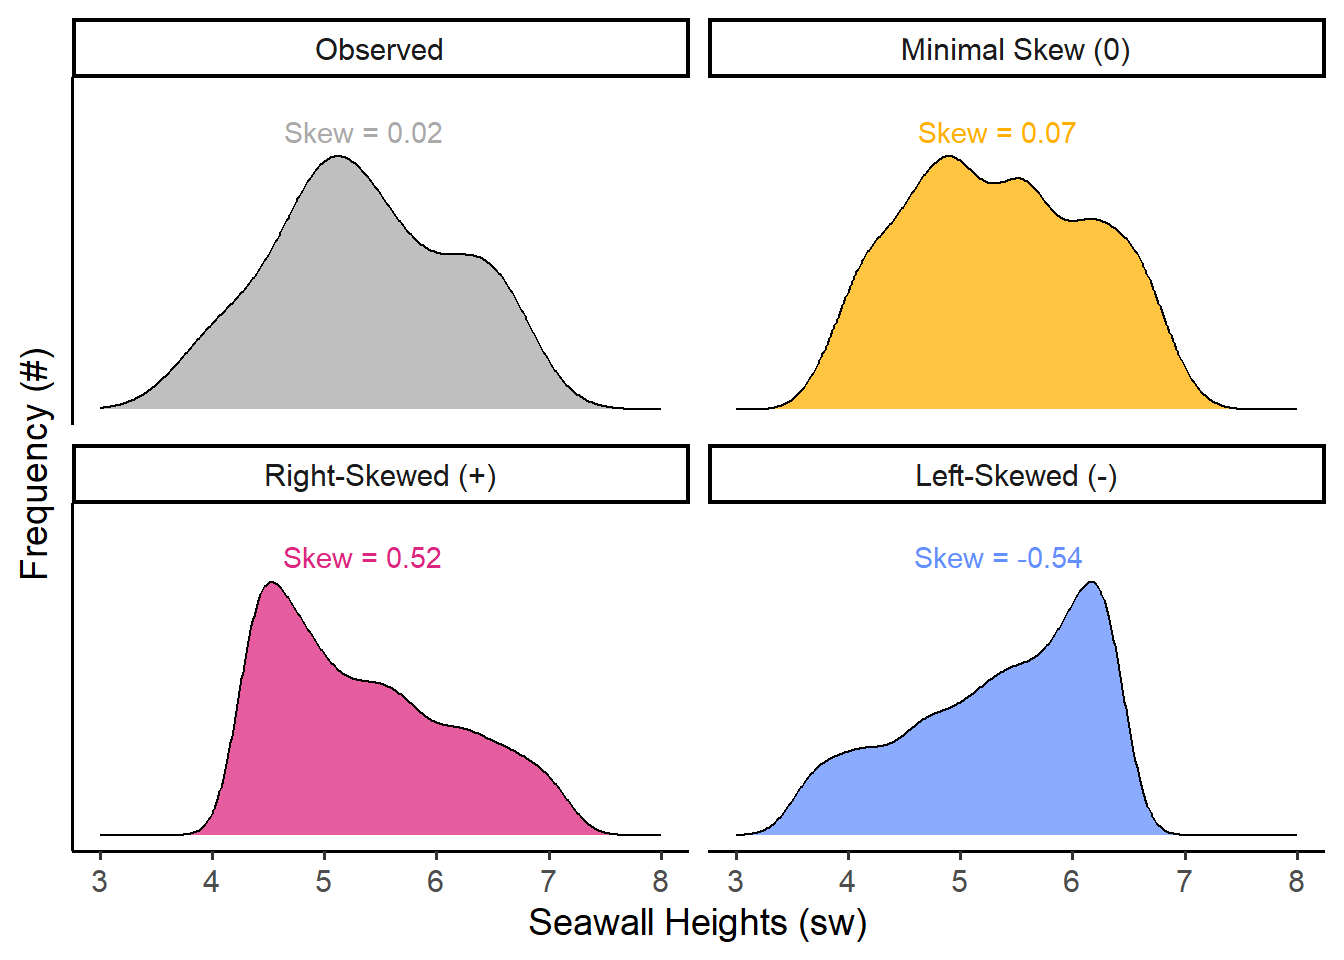 Observed
Minimal Skew (0)
Skew = 0.02
Skew = 0.07
Frequency (#)
Right-Skewed (+)
Left-Skewed (-)
Skew = 0.52
Skew = -0.54
3 4 5 6 7 8
3 4 5 6 7 8
Seawall Heights (sw)